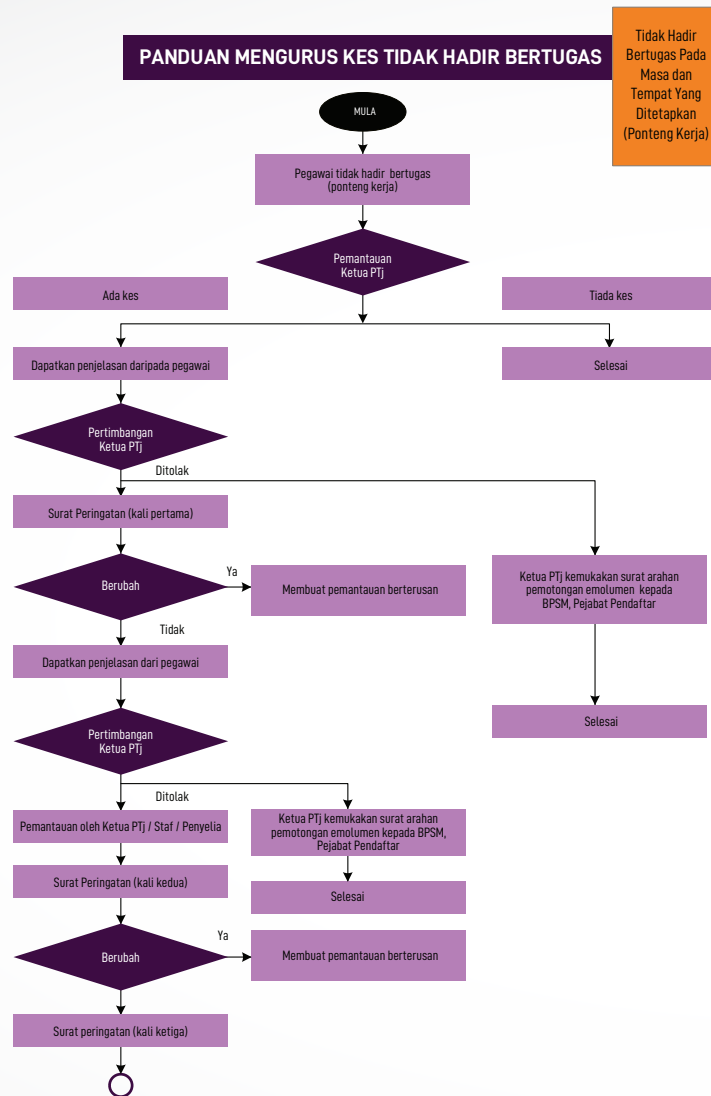 PANDUAN MENGURUS KES TIDAK HADIR BERTUGAS
Tidak Hadir
Bertugas Pada
Masa dan
Tempat Yang
Ditetapkan
(Ponteng Kerja)
MULA
Pegawai tidak hadir bertugas
(ponteng kerja)
Pemantauan
Ketua PTj
Ada kes
Tiada kes
Dapatkan penjelasan daripada pegawai
Selesai
Pertimbangan
Ketua PTj
Ditolak
Surat Peringatan (kali pertama)
Ketua PTj kemukakan surat arahan
pemotongan emolumen kepada
BPSM, Pejabat Pendaftar
Berubah
Ya
Membuat pemantauan berterusan
Tidak
Dapatkan penjelasan dari pegawai
Selesai
Pertimbangan
Ketua PTj
Ditolak
Pemantauan oleh Ketua PTj / Staf / Penyelia
Ketua PTj kemukakan surat arahan
pemotongan emolumen kepada BPSM,
Pejabat Pendaftar
Surat Peringatan (kali kedua)
Selesai
Berubah
Ya
Membuat pemantauan berterusan
Surat peringatan (kali ketiga)